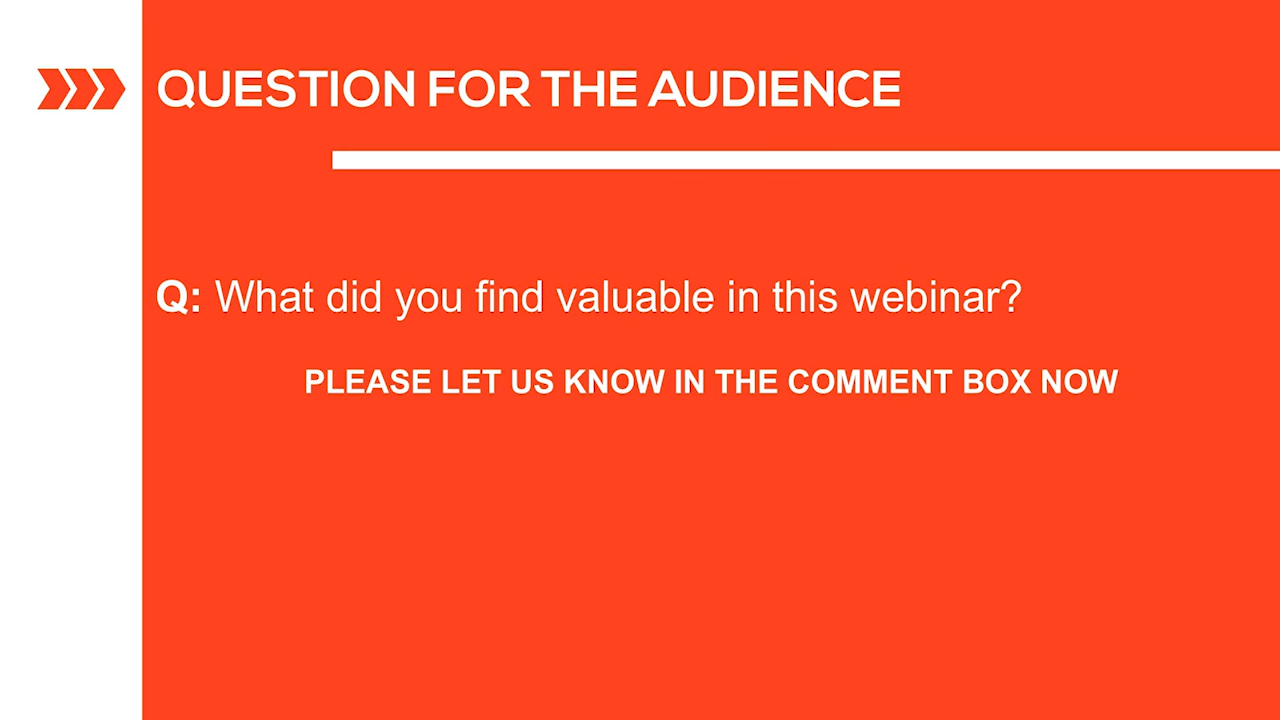 QUESTION FOR THE AUDIENCE
Q: What did you find valuable in this webinar?
PLEASE LET US KNOW IN THE COMMENT BOX NOW